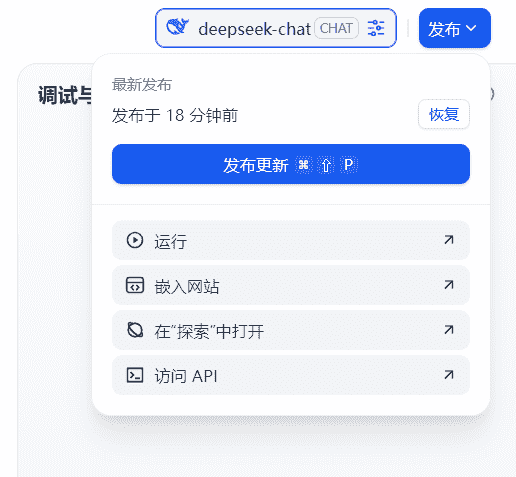 deepseek-chat CHAT
发布
调试与
最新发布
发布于 18 分钟前
恢复
发布更新 ⌘ ⇧ P
运行
嵌入网站
在“探索”中打开
访问 API